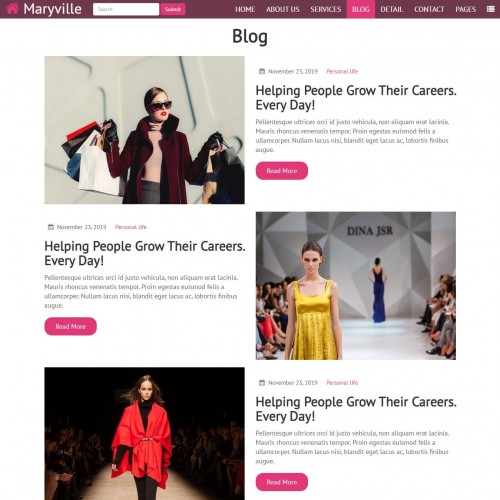 Maryville
Search
Submit
HOME ABOUT US SERVICES BLOG DETAIL CONTACT PAGES
Blog
November 23, 2019 Personal life
Helping People Grow Their Careers.
Every Day!
Pellentesque ultrices orci id justo vehicula, non aliquam erat lacinia.
Mauris rhoncus venenatis tempor. Proin egestas euismod felis a
ullamcorper. Nullam lacus nisi, blandit eget lacus ac, lobortis finibus
augue.
Read More
November 23, 2019 Personal life
Helping People Grow Their Careers.
Every Day!
Pellentesque ultrices orci id justo vehicula, non aliquam erat lacinia.
Mauris rhoncus venenatis tempor. Proin egestas euismod felis a
ullamcorper. Nullam lacus nisi, blandit eget lacus ac, lobortis finibus
augue.
Read More
DINA JSR
November 23, 2019 Personal life
Helping People Grow Their Careers.
Every Day!
Pellentesque ultrices orci id justo vehicula, non aliquam erat lacinia.
Mauris rhoncus venenatis tempor. Proin egestas euismod felis a
ullamcorper. Nullam lacus nisi, blandit eget lacus ac, lobortis finibus
augue.
Read More